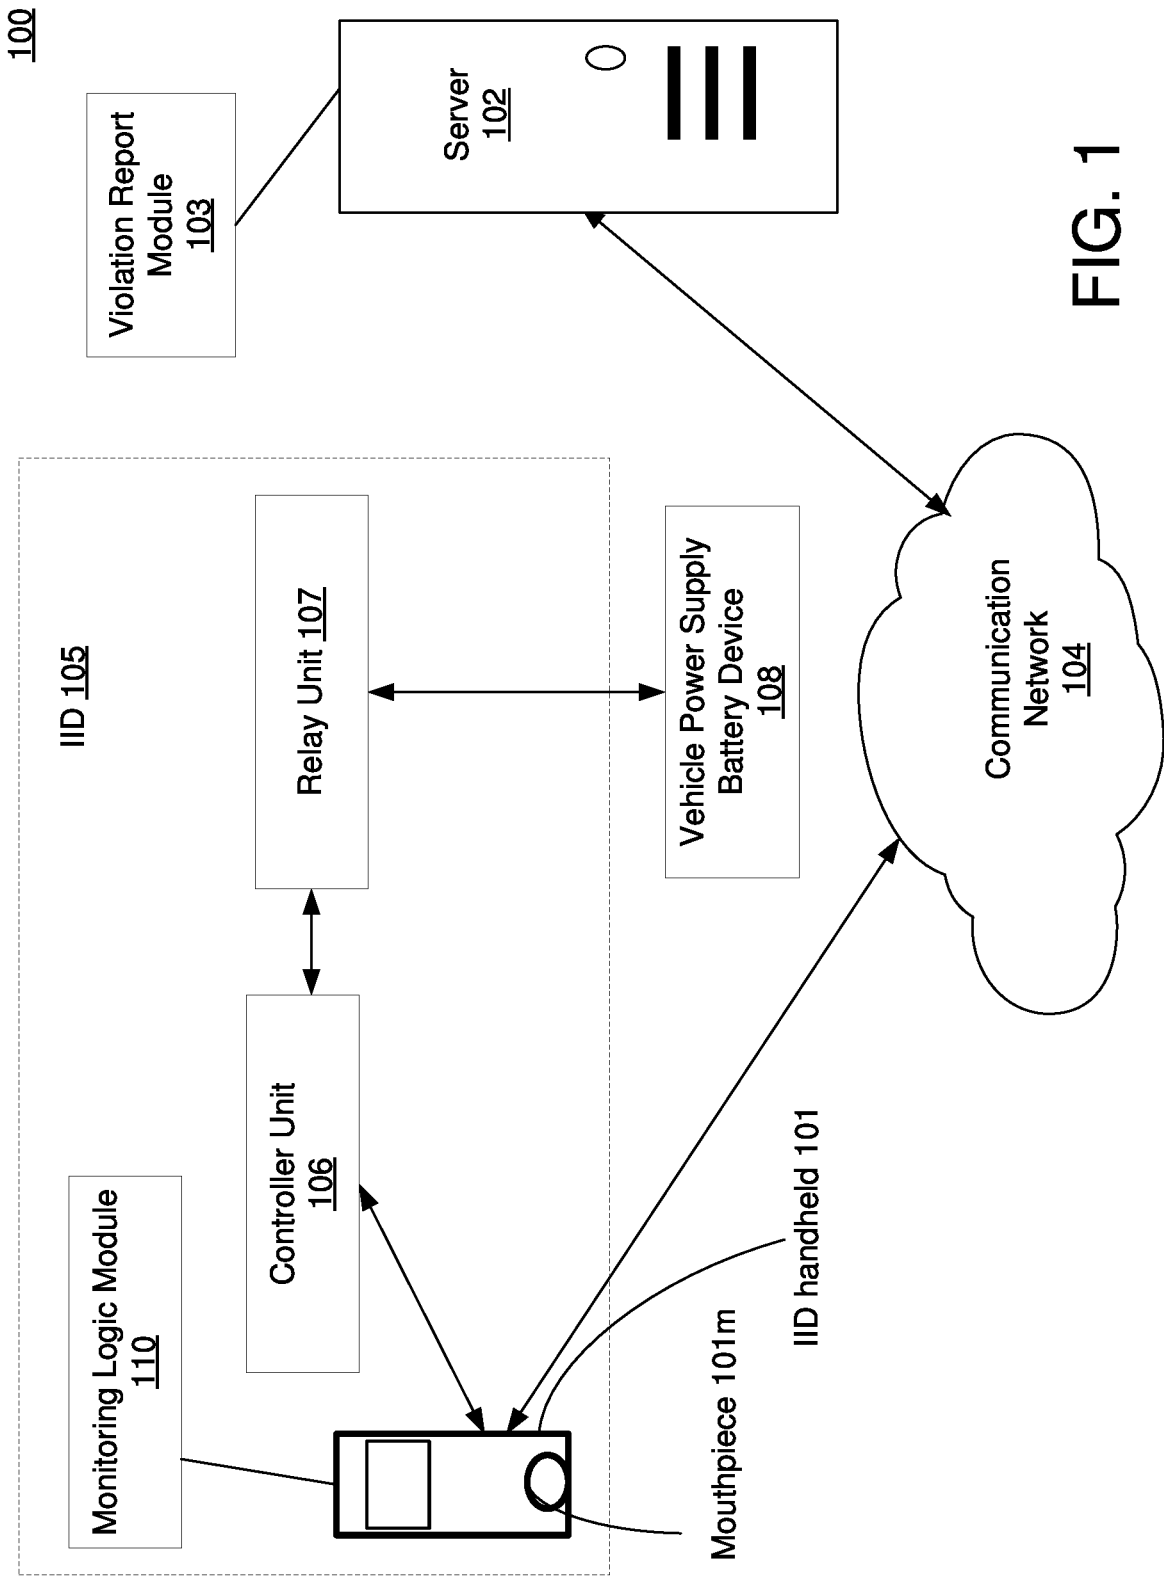 100
Violation Report
Module
103
Server
102
IID 105
Relay Unit 107
Controller Unit
106
Monitoring Logic Module
110
Vehicle Power Supply
Battery Device
108
Communication
Network
104
IID handheld 101
Mouthpiece 101m
FIG. 1